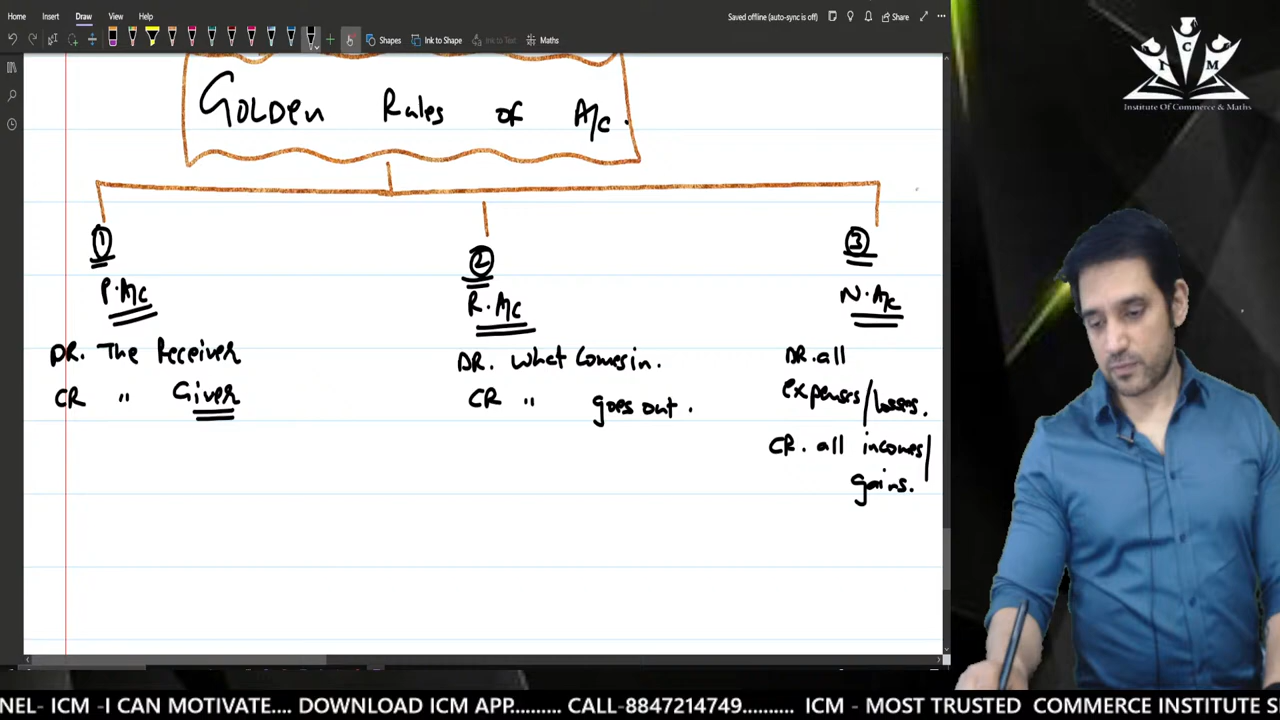 Home Insert Draw View Saved offline (auto-sync is off) Share
Shapes Ink to Shape Ink to Text Maths
I C M
Institute Of Commerce & Maths
Golden Rules of A/c.
1
P. A/c
DR. The Receiver
CR " Giver
2
R. A/c
DR. what comes in.
CR " goes out.
3
N. A/c
DR. all
expenses/losses.
CR. all incomes/
gains.
NEL- ICM -I CAN MOTIVATE.... DOWNLOAD ICM APP.......... CALL-8847214749.......... ICM - MOST TRUSTED COMMERCE INSTITUTE S